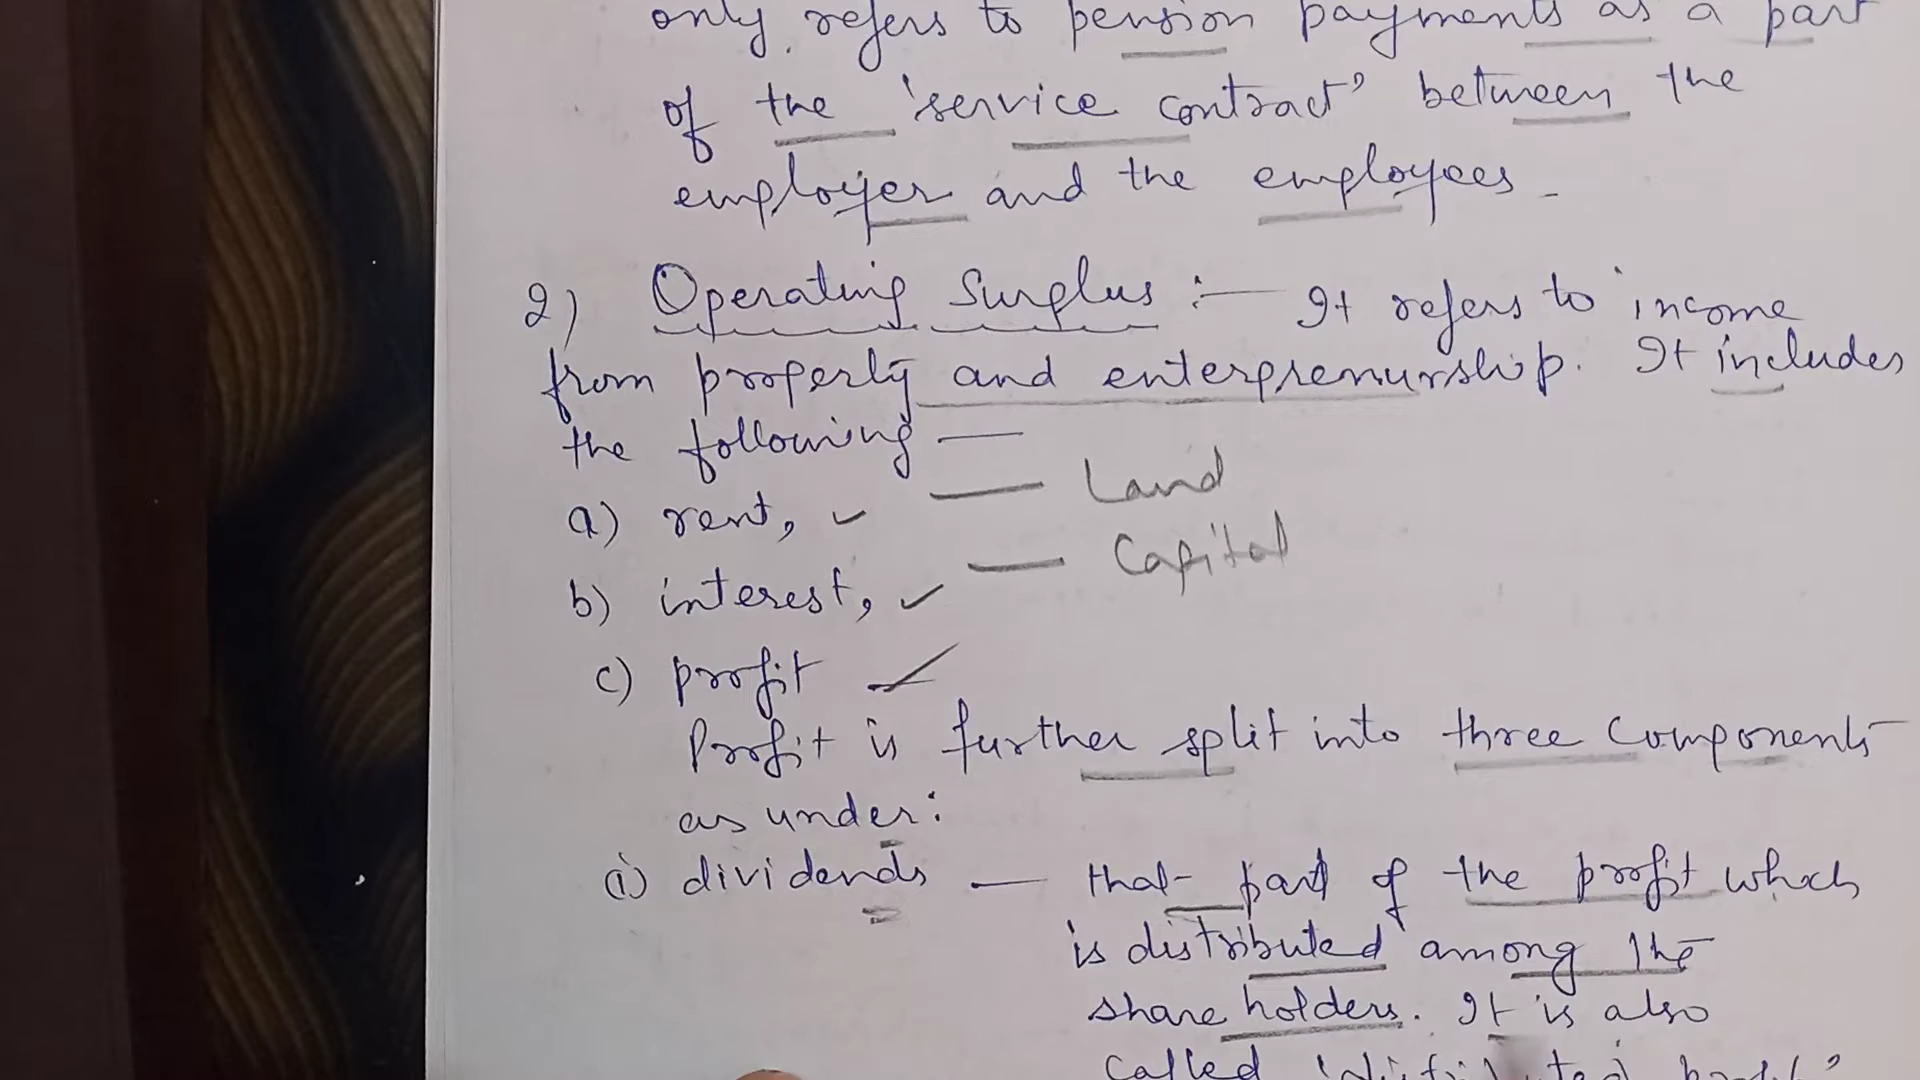 only refers to pension payments as a part
of the 'service contract' between the
employer and the employees.
2) Operating Surplus :- It refers to income
from property and enterprenurship. It includes
the following —
a) rent, ✓ — Land
b) interest, ✓ — Capital
c) profit ✓
Profit is further split into three components
as under:
(i) dividends — that part of the profit which
is distributed among the
share holders. It is also
called